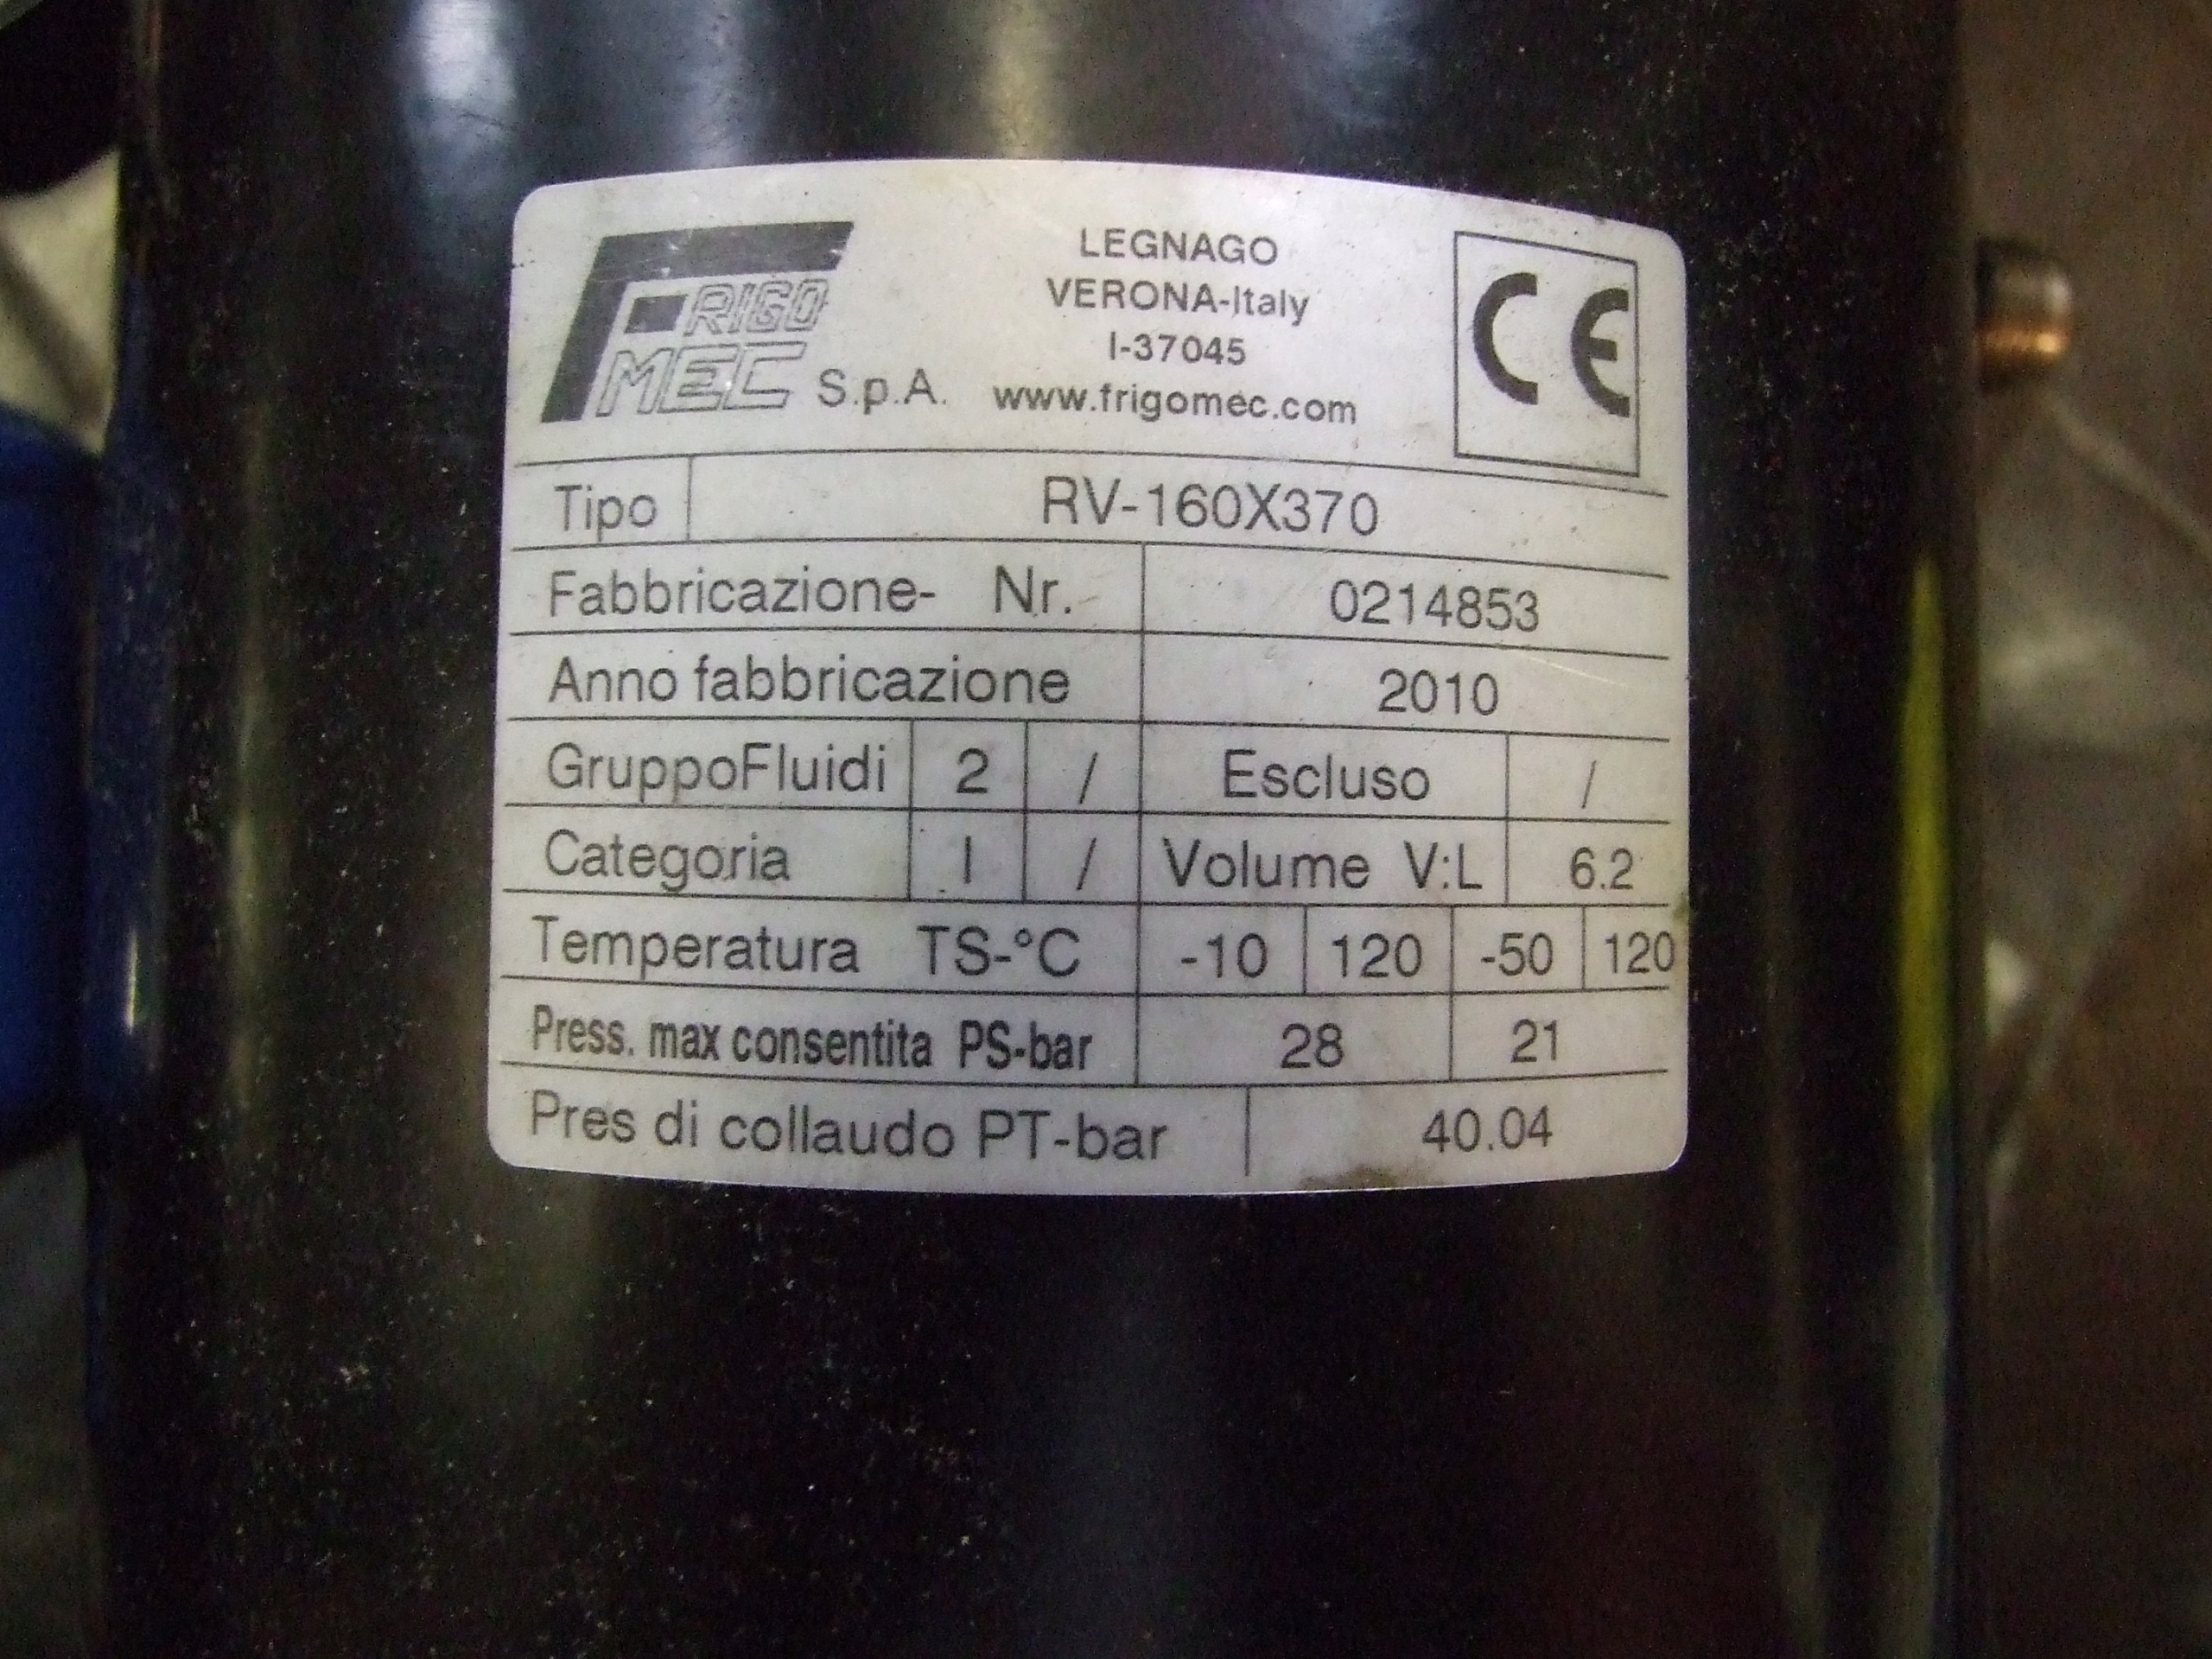 FRIGO
MEC S.p.A.
LEGNAGO
VERONA-Italy
I-37045
www.frigomec.com
CE
Tipo RV-160X370
Fabbricazione- Nr. 0214853
Anno fabbricazione 2010
GruppoFluidi 2 / Escluso /
Categoria I / Volume V:L 6.2
Temperatura TS-°C -10 120 -50 120
Press. max consentita PS-bar 28 21
Pres di collaudo PT-bar 40.04